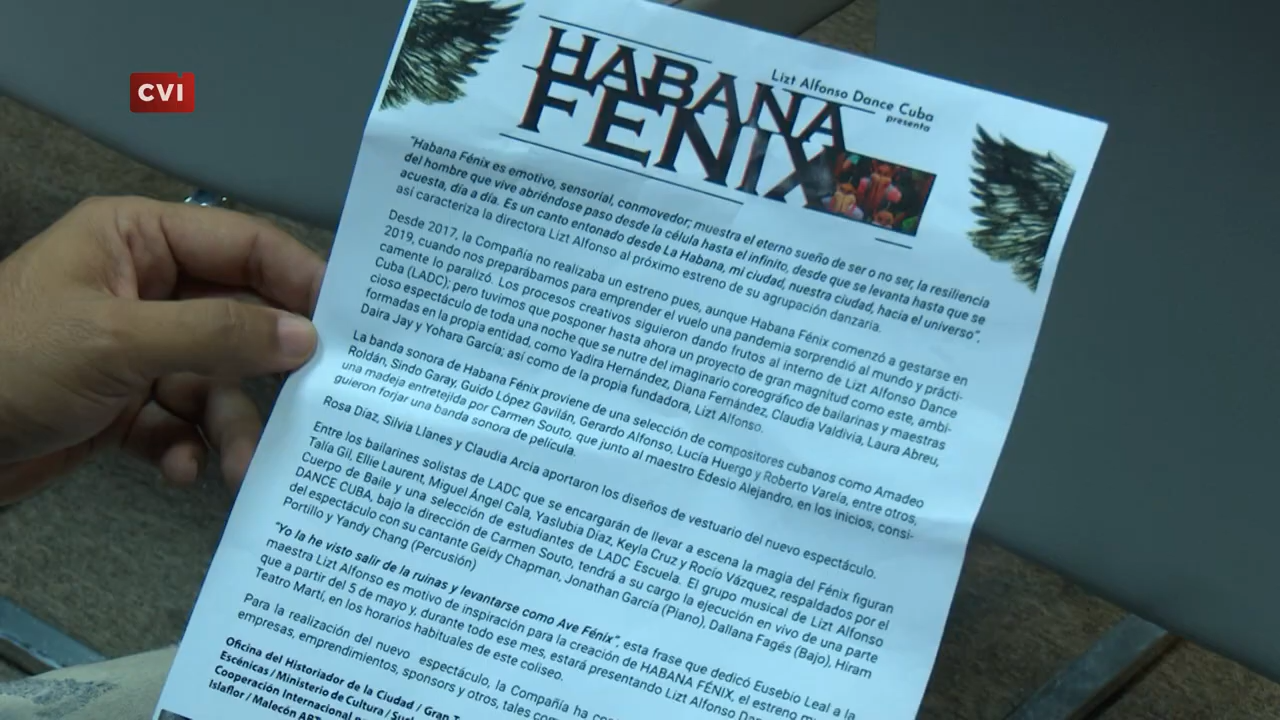 CVI
HABANA
FÉNIX
Lizt Alfonso Dance Cuba
presenta
"Habana Fénix es emotivo, sensorial, conmovedor; muestra el eterno sueño de ser o no ser, la resiliencia
del hombre que vive abriéndose paso desde la célula hasta el infinito, desde que se levanta hasta que se
acuesta, día a día. Es un canto entonado desde La Habana, mi ciudad, nuestra ciudad, hacia el universo",
así caracteriza la directora Lizt Alfonso al próximo estreno de su agrupación danzaria.
Desde 2017, la Compañía no realizaba un estreno pues, aunque Habana Fénix comenzó a gestarse en
2019, cuando nos preparábamos para emprender el vuelo una pandemia sorprendió al mundo y prácti-
camente lo paralizó. Los procesos creativos siguieron dando frutos al interno de Lizt Alfonso Dance
Cuba (LADC); pero tuvimos que posponer hasta ahora un proyecto de gran magnitud como este, ambi-
cioso espectáculo de toda una noche que se nutre del imaginario coreográfico de bailarinas y maestras
formadas en la propia entidad, como Yadira Hernández, Diana Fernández, Claudia Valdivia, Laura Abreu,
Daira Jay y Yohara García; así como de la propia fundadora, Lizt Alfonso.
La banda sonora de Habana Fénix proviene de una selección de compositores cubanos como Amadeo
Roldán, Sindo Garay, Guido López Gavilán, Gerardo Alfonso, Lucía Huergo y Roberto Varela, entre otros,
una madeja entretejida por Carmen Souto, que junto al maestro Edesio Alejandro, en los inicios, consi-
guieron forjar una banda sonora de película.
Rosa Díaz, Silvia Llanes y Claudia Arcia aportaron los diseños de vestuario del nuevo espectáculo.
Entre los bailarines solistas de LADC que se encargarán de llevar a escena la magia del Fénix figuran
Talía Gil, Ellie Laurent, Miguel Ángel Cala, Yaslubia Díaz, Keyla Cruz y Rocío Vázquez, respaldados por el
Cuerpo de Baile y una selección de estudiantes de LADC Escuela. El grupo musical de Lizt Alfonso
DANCE CUBA, bajo la dirección de Carmen Souto, tendrá a su cargo la ejecución en vivo de una parte
del espectáculo con su cantante Geidy Chapman, Jonathan García (Piano), Dallana Fagés (Bajo), Hiram
Portillo y Yandy Chang (Percusión)
"Yo la he visto salir de la ruinas y levantarse como Ave Fénix", esta frase que dedicó Eusebio Leal a la
maestra Lizt Alfonso es motivo de inspiración para la creación de HABANA FÉNIX, el estreno
que a partir del 5 de mayo y, durante todo ese mes, estará presentando Lizt Alfonso
Teatro Martí, en los horarios habituales de este coliseo.
Para la realización del nuevo espectáculo, la Compañía ha
empresas, emprendimientos, sponsors y otros, tales
Oficina del Historiador de la Ciudad / Gran
Escénicas / Ministerio de Cultura /
Cooperación Internacional
Islaflor / Malecón